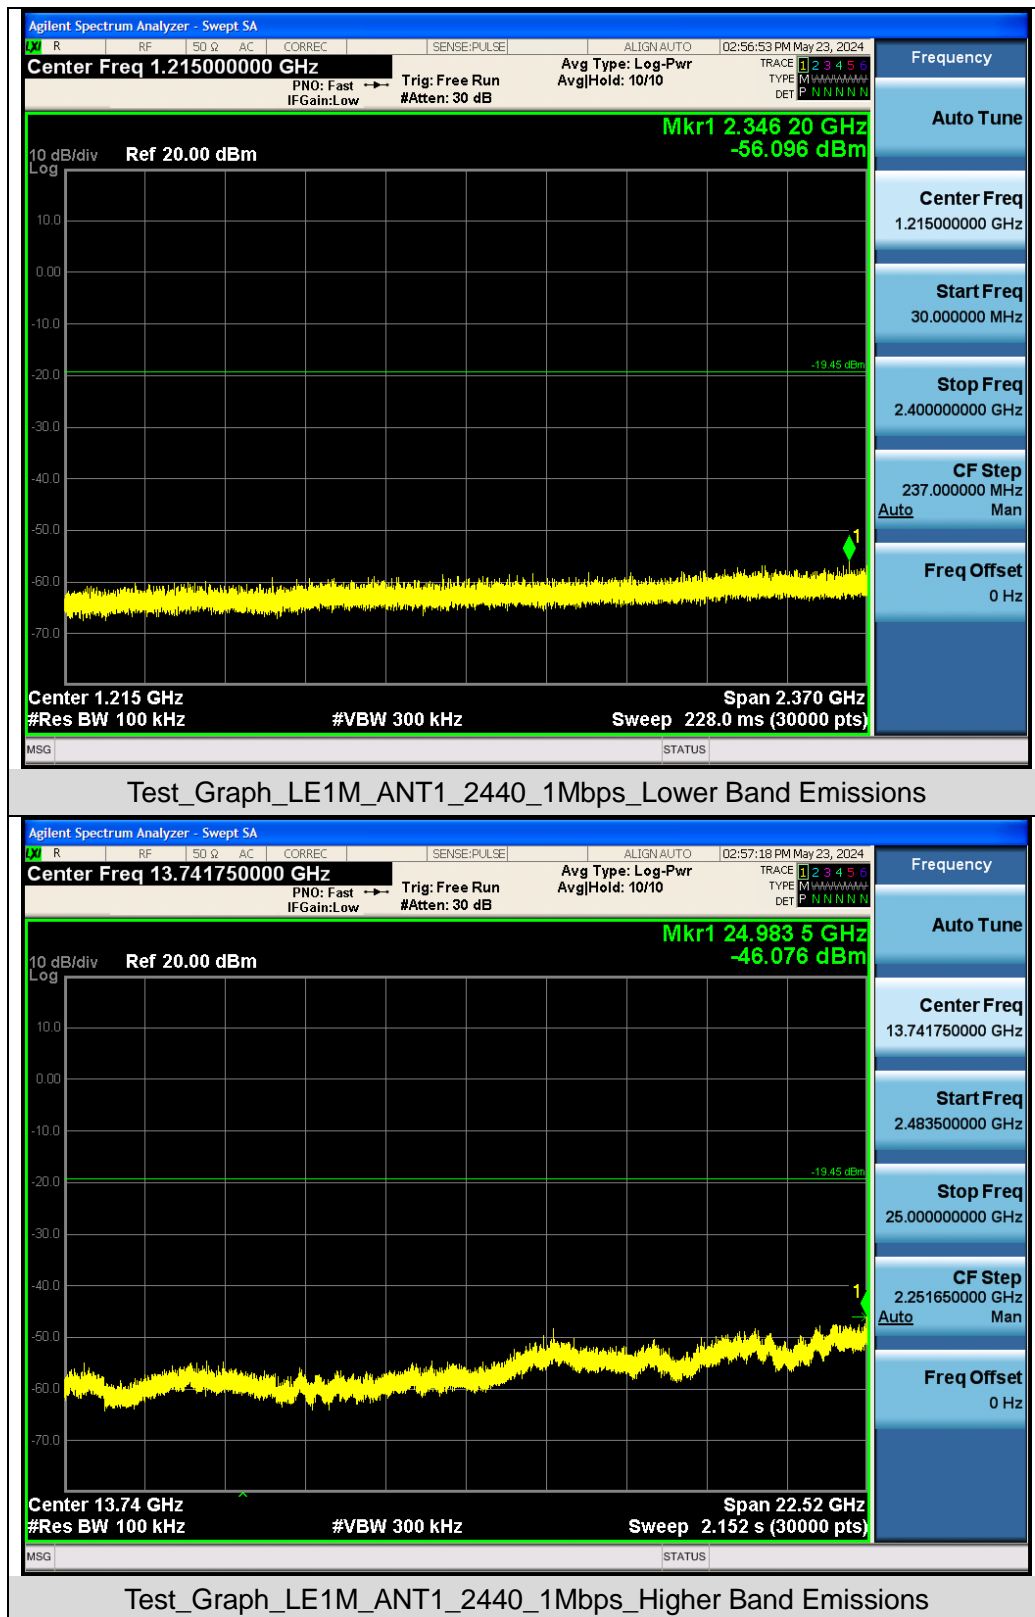 Agilent Spectrum Analyzer - Swept SA
LXI R RF 50 Ω AC CORREC SENSE:PULSE ALIGN AUTO 02:56:53 PM May 23, 2024
Center Freq 1.215000000 GHz
PNO: Fast
IFGain:Low
Trig: Free Run
#Atten: 30 dB
Avg Type: Log-Pwr
Avg|Hold: 10/10
TRACE 1 2 3 4 5 6
TYPE M
DET P N N N N N
Mkr1 2.346 20 GHz
-56.096 dBm
10 dB/div Ref 20.00 dBm
Log
10.0
0.00
-10.0
-19.45 dBm
-20.0
-30.0
-40.0
-50.0
1
-60.0
-70.0
Center 1.215 GHz Span 2.370 GHz
#Res BW 100 kHz #VBW 300 kHz Sweep 228.0 ms (30000 pts)
MSG STATUS
Frequency
Auto Tune
Center Freq
1.215000000 GHz
Start Freq
30.000000 MHz
Stop Freq
2.400000000 GHz
CF Step
237.000000 MHz
Auto Man
Freq Offset
0 Hz
Test_Graph_LE1M_ANT1_2440_1Mbps_Lower Band Emissions
Agilent Spectrum Analyzer - Swept SA
LXI R RF 50 Ω AC CORREC SENSE:PULSE ALIGN AUTO 02:57:18 PM May 23, 2024
Center Freq 13.741750000 GHz
PNO: Fast
IFGain:Low
Trig: Free Run
#Atten: 30 dB
Avg Type: Log-Pwr
Avg|Hold: 10/10
TRACE 1 2 3 4 5 6
TYPE M
DET P N N N N N
Mkr1 24.983 5 GHz
-46.076 dBm
10 dB/div Ref 20.00 dBm
Log
10.0
0.00
-10.0
-19.45 dBm
-20.0
-30.0
-40.0
1
-50.0
-60.0
-70.0
Center 13.74 GHz Span 22.52 GHz
#Res BW 100 kHz #VBW 300 kHz Sweep 2.152 s (30000 pts)
MSG STATUS
Frequency
Auto Tune
Center Freq
13.741750000 GHz
Start Freq
2.483500000 GHz
Stop Freq
25.000000000 GHz
CF Step
2.251650000 GHz
Auto Man
Freq Offset
0 Hz
Test_Graph_LE1M_ANT1_2440_1Mbps_Higher Band Emissions